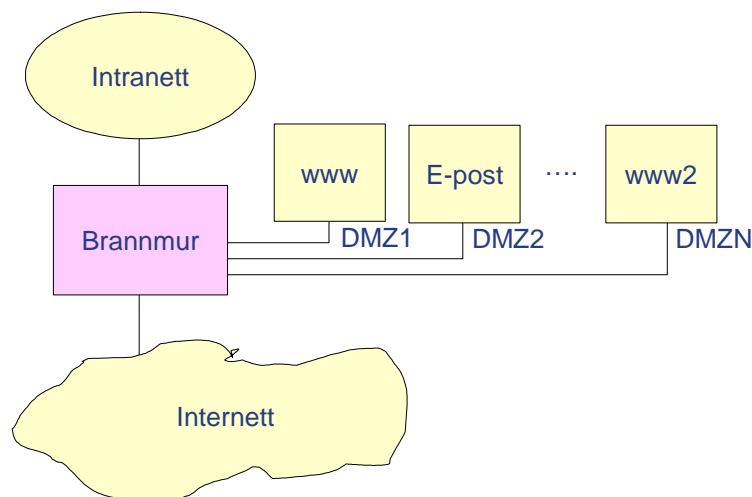 Intranett
www
E-post
....
www2
Brannmur
DMZ1
DMZ2
DMZN
Internett